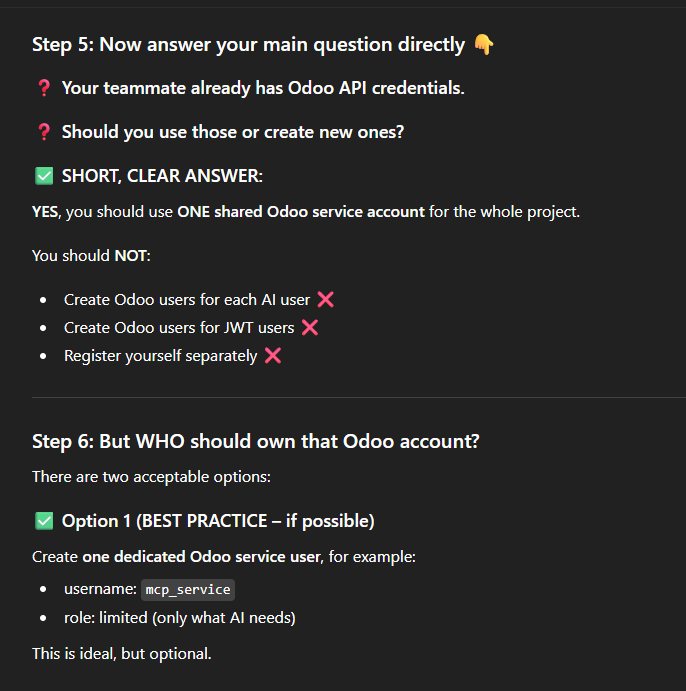 Step 5: Now answer your main question directly 👇
❓ Your teammate already has Odoo API credentials.
❓ Should you use those or create new ones?
✅ SHORT, CLEAR ANSWER:
YES, you should use ONE shared Odoo service account for the whole project.
You should NOT:
• Create Odoo users for each AI user ❌
• Create Odoo users for JWT users ❌
• Register yourself separately ❌
Step 6: But WHO should own that Odoo account?
There are two acceptable options:
✅ Option 1 (BEST PRACTICE – if possible)
Create one dedicated Odoo service user, for example:
• username: mcp_service
• role: limited (only what AI needs)
This is ideal, but optional.